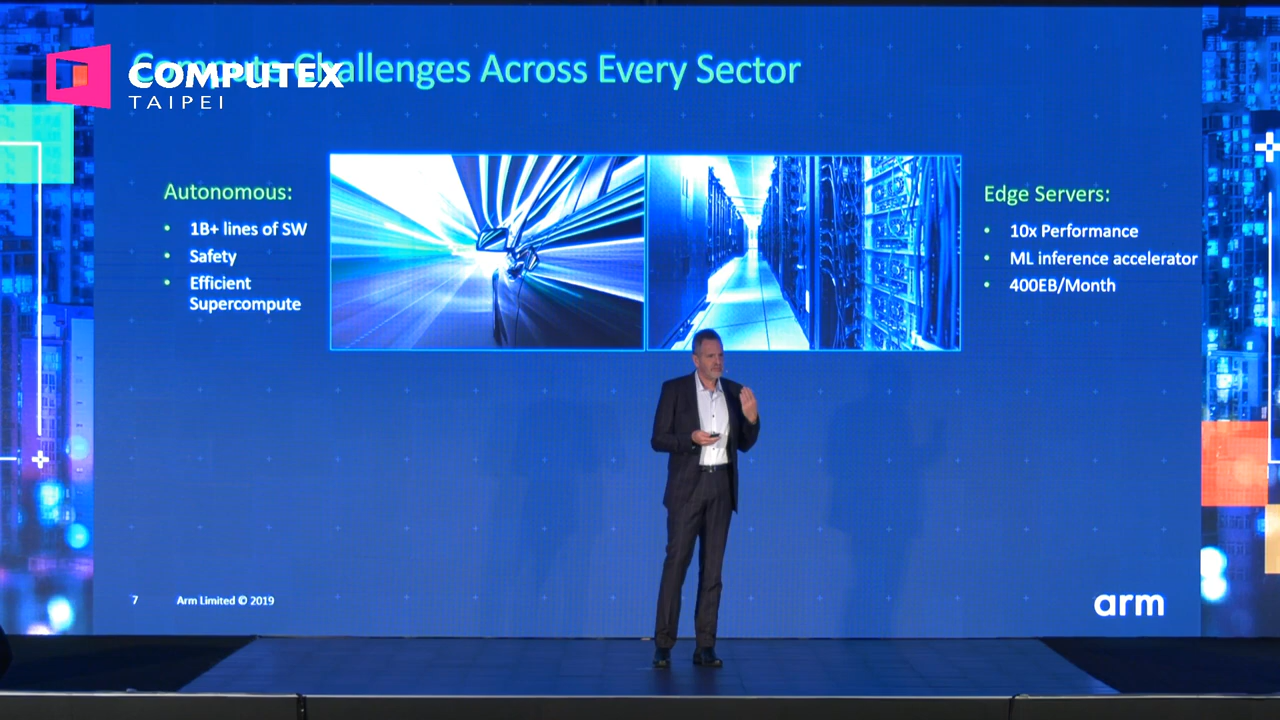 Compute Challenges Across Every Sector
COMPUTEX
TAIPEI
Autonomous:
• 1B+ lines of SW
• Safety
• Efficient
Supercompute
Edge Servers:
• 10x Performance
• ML inference accelerator
• 400EB/Month
7 Arm Limited © 2019
arm